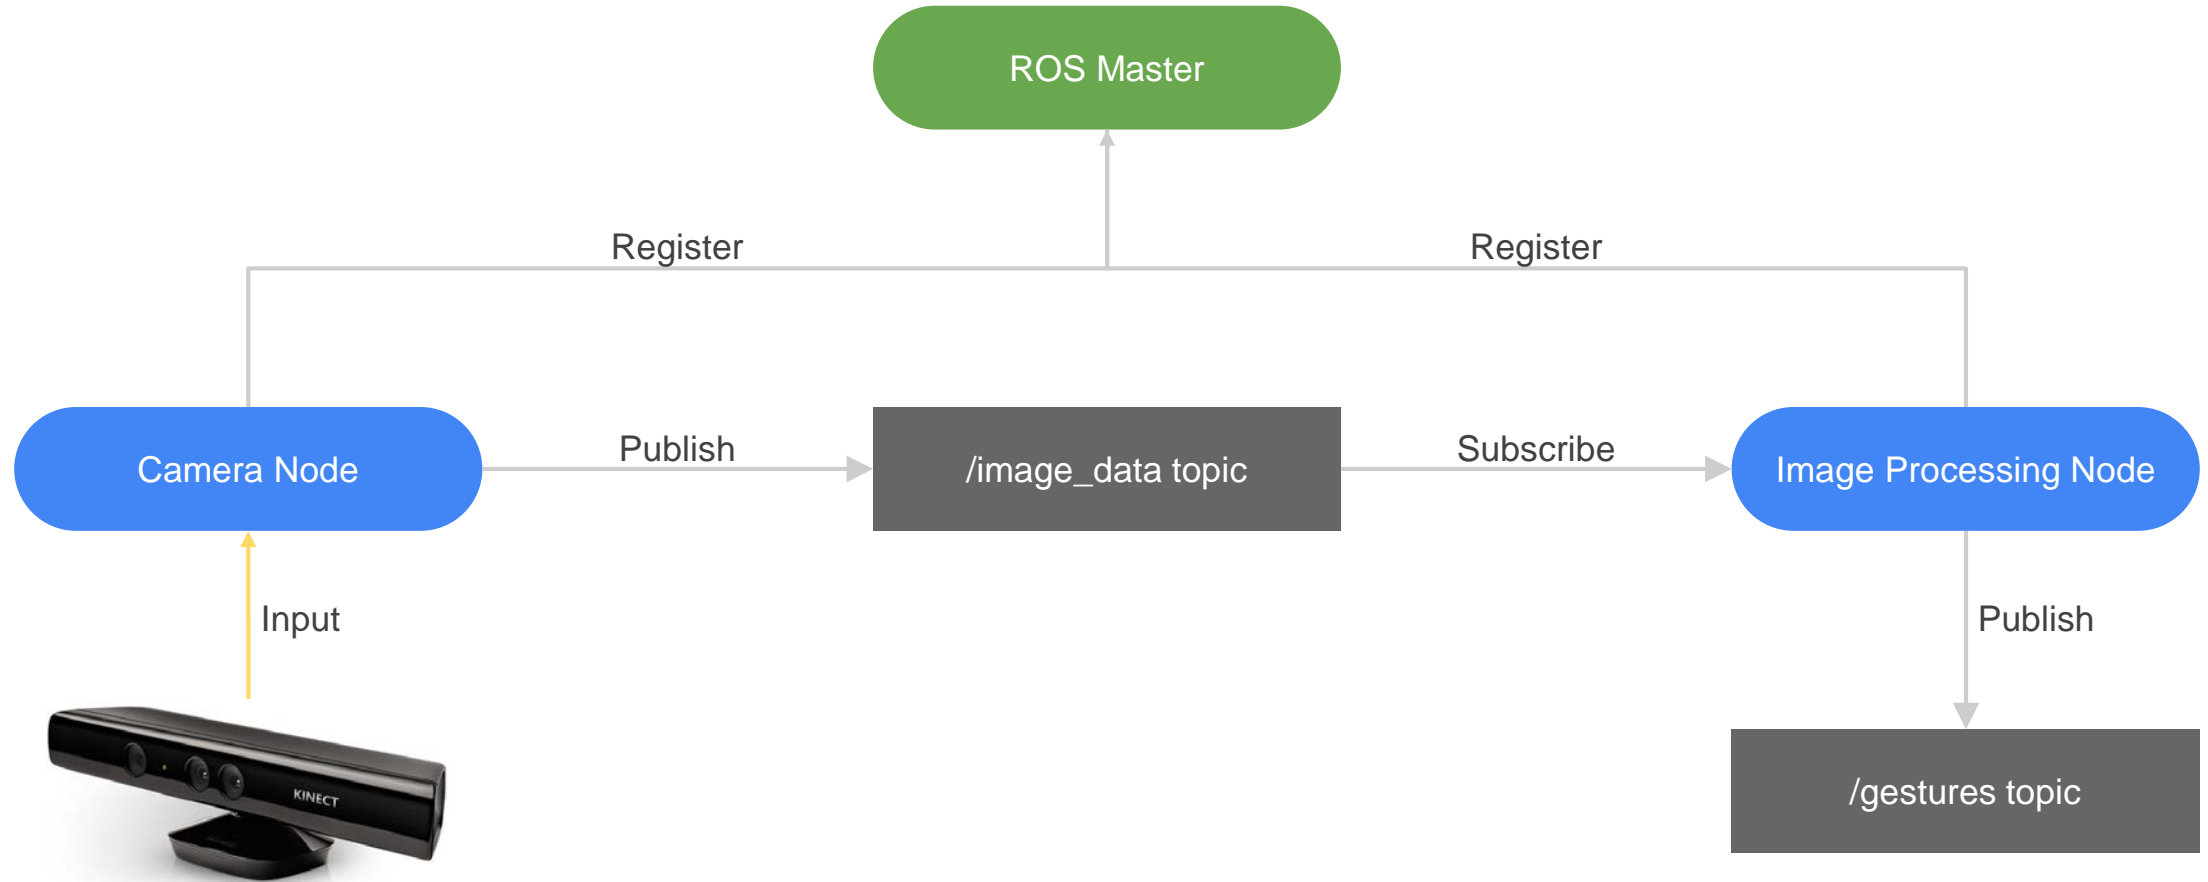 ROS Master
Register
Register
Camera Node
Publish
/image_data topic
Subscribe
Image Processing Node
Input
Publish
KINECT
/gestures topic